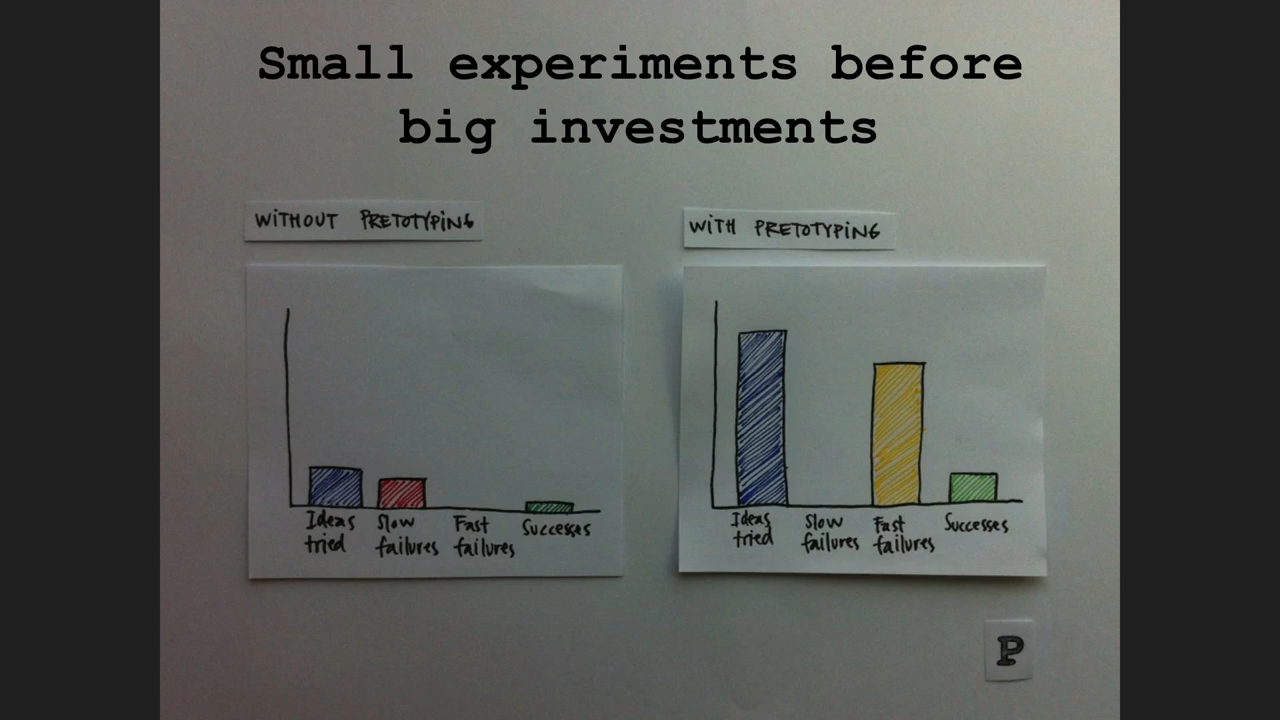 Small experiments before
big investments
WITHOUT PRETOTYPING
WITH PRETOTYPING
Ideas tried
Slow failures
Fast failures
Successes
Ideas tried
Slow failures
Fast failures
Successes
P